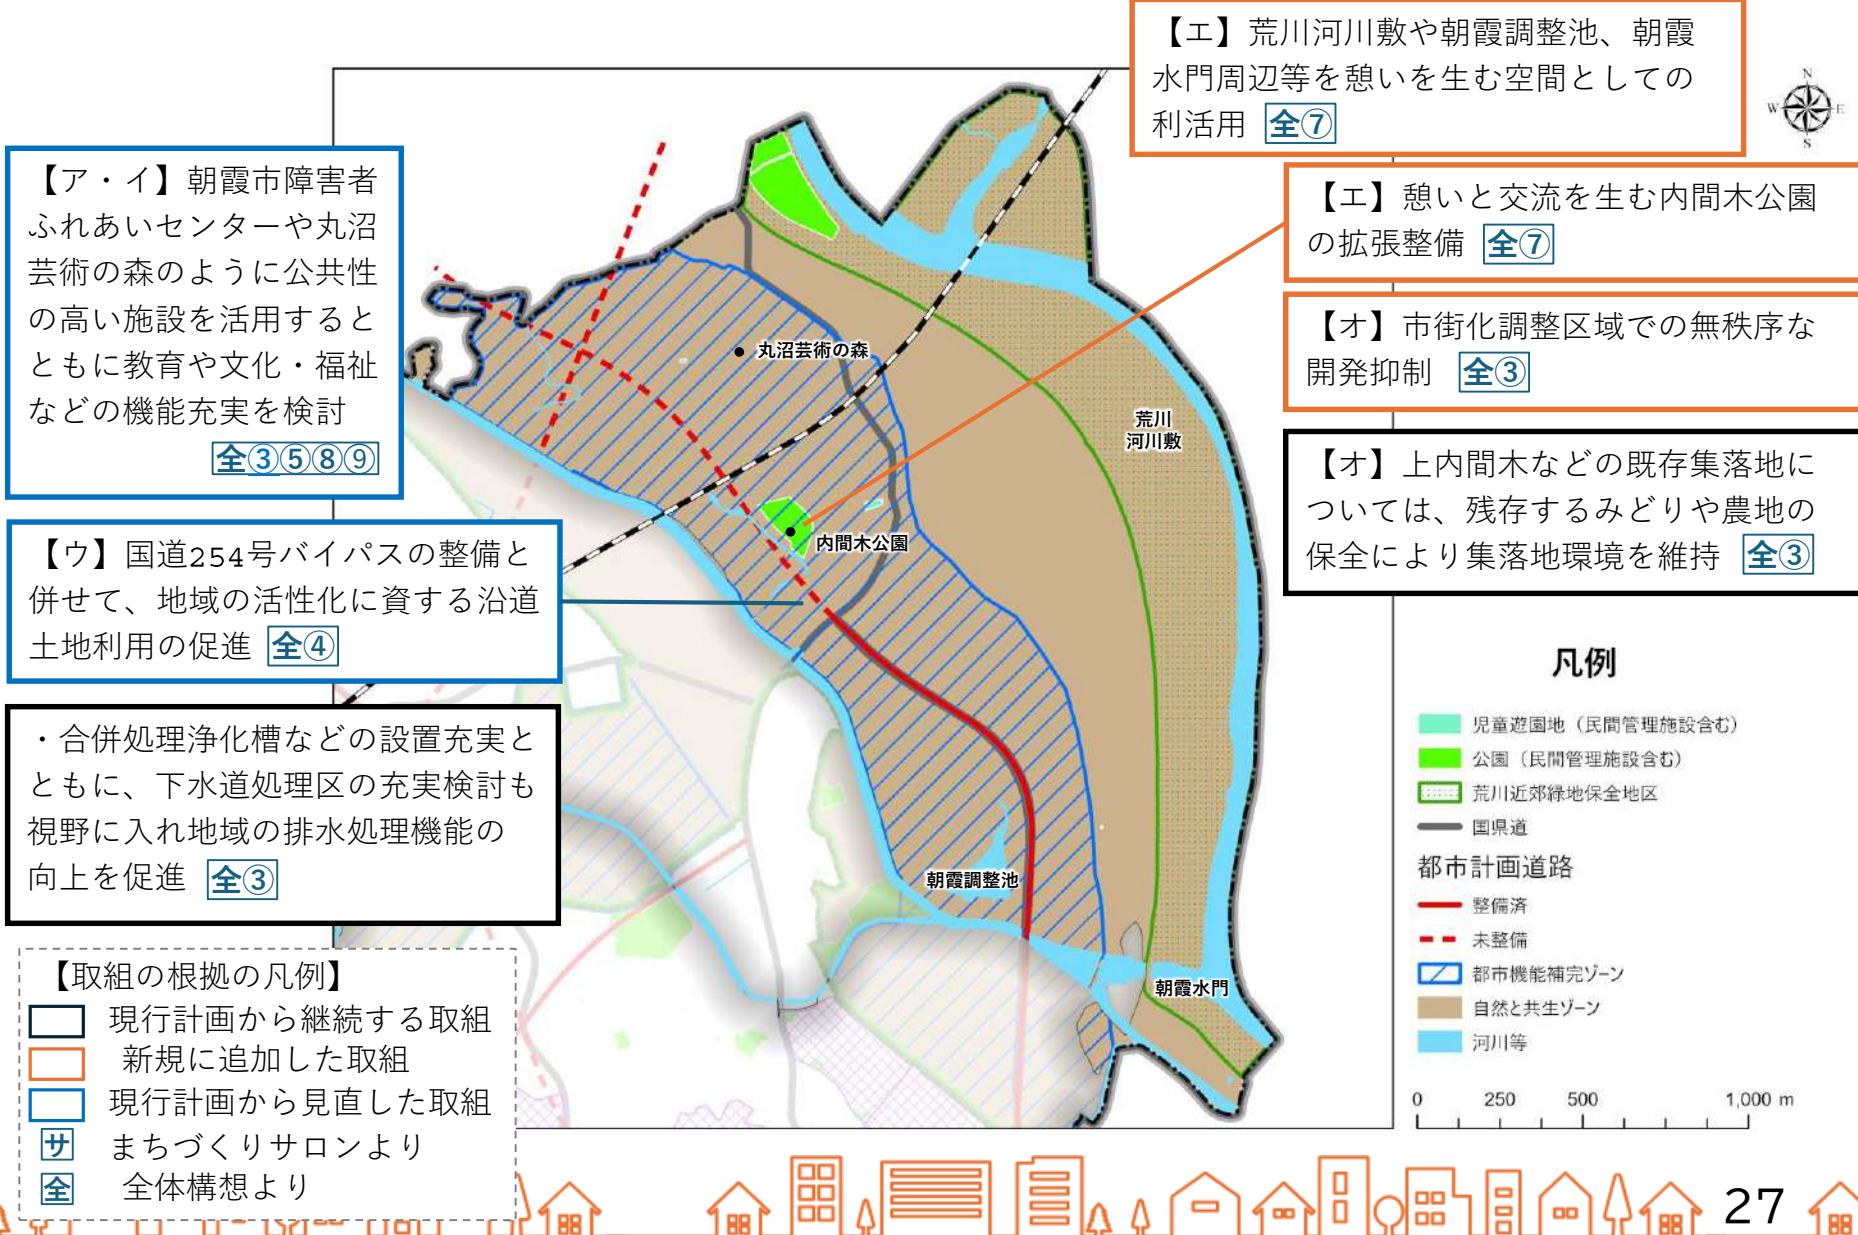 【エ】荒川河川敷や朝霞調整池、朝霞
水門周辺等を憩いを生む空間としての
利活用 全⑦
N
W
E
S
【ア・イ】朝霞市障害者
ふれあいセンターや丸沼
芸術の森のように公共性
の高い施設を活用すると
ともに教育や文化・福祉
などの機能充実を検討
全③⑤⑧⑨
【エ】憩いと交流を生む内間木公園
の拡張整備 全⑦
【オ】市街化調整区域での無秩序な
開発抑制 全③
【オ】上内間木などの既存集落地に
ついては、残存するみどりや農地の
保全により集落地環境を維持 全③
【ウ】国道254号バイパスの整備と
併せて、地域の活性化に資する沿道
土地利用の促進 全④
・合併処理浄化槽などの設置充実と
ともに、下水道処理区の充実検討も
視野に入れ地域の排水処理機能の
向上を促進 全③
丸沼芸術の森
荒川
河川敷
内間木公園
朝霞調整池
朝霞水門
凡例
児童遊園地（民間管理施設含む）
公園（民間管理施設含む）
荒川近郊緑地保全地区
国県道
都市計画道路
整備済
未整備
都市機能補完ゾーン
自然と共生ゾーン
河川等
0 250 500 1,000 m
【取組の根拠の凡例】
現行計画から継続する取組
新規に追加した取組
現行計画から見直した取組
サ まちづくりサロンより
全 全体構想より
27